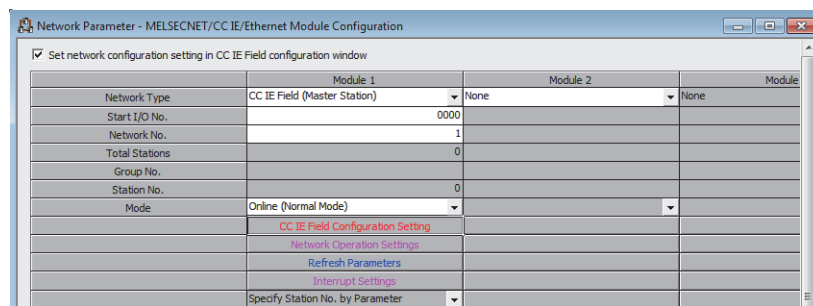 Network Parameter - MELSECNET/CC IE/Ethernet Module Configuration
Set network configuration setting in CC IE Field configuration window
Module 1 Module 2 Module
Network Type CC IE Field (Master Station) None None
Start I/O No. 0000
Network No. 1
Total Stations 0
Group No.
Station No. 0
Mode Online (Normal Mode)
CC IE Field Configuration Setting
Network Operation Settings
Refresh Parameters
Interrupt Settings
Specify Station No. by Parameter